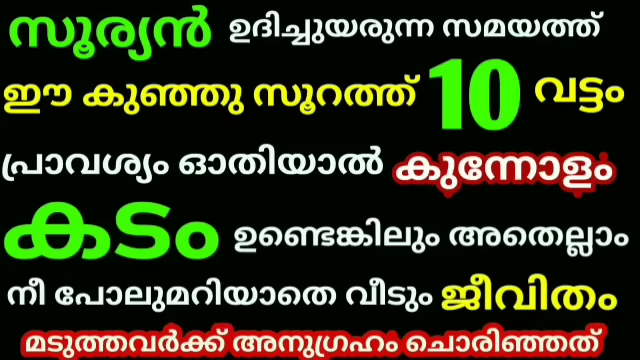 സൂര്യൻ ഉദിച്ചുയരുന്ന സമയത്ത്
ഈ കുഞ്ഞു സൂറത്ത് 10 വട്ടം
പ്രാവശ്യം ഓതിയാൽ കുന്നോളം
കടം ഉണ്ടെങ്കിലും അതെല്ലാം
നീ പോലുമറിയാതെ വീടും ജീവിതം
മടുത്തവർക്ക് അനുഗ്രഹം ചൊരിഞ്ഞത്